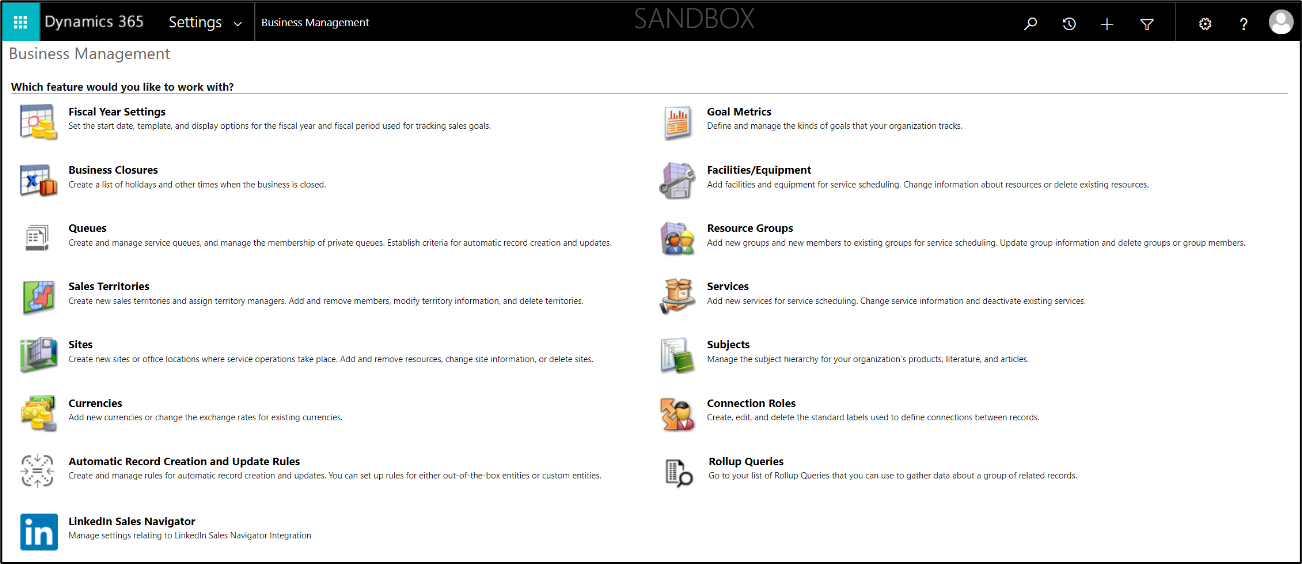 Dynamics 365 Settings Business Management SANDBOX ?
Business Management
Which feature would you like to work with?
Fiscal Year Settings
Set the start date, template, and display options for the fiscal year and fiscal period used for tracking sales goals.
Goal Metrics
Define and manage the kinds of goals that your organization tracks.
Business Closures
Create a list of holidays and other times when the business is closed.
Facilities/Equipment
Add facilities and equipment for service scheduling. Change information about resources or delete existing resources.
Queues
Create and manage service queues, and manage the membership of private queues. Establish criteria for automatic record creation and updates.
Resource Groups
Add new groups and new members to existing groups for service scheduling. Update group information and delete groups or group members.
Sales Territories
Create new sales territories and assign territory managers. Add and remove members, modify territory information, and delete territories.
Services
Add new services for service scheduling. Change service information and deactivate existing services.
Sites
Create new sites or office locations where service operations take place. Add and remove resources, change site information, or delete sites.
Subjects
Manage the subject hierarchy for your organization's products, literature, and articles.
Currencies
Add new currencies or change the exchange rates for existing currencies.
Connection Roles
Create, edit, and delete the standard labels used to define connections between records.
Automatic Record Creation and Update Rules
Create and manage rules for automatic record creation and updates. You can set up rules for either out-of-the-box entities or custom entities.
Rollup Queries
Go to your list of Rollup Queries that you can use to gather data about a group of related records.
in
LinkedIn Sales Navigator
Manage settings relating to LinkedIn Sales Navigator Integration